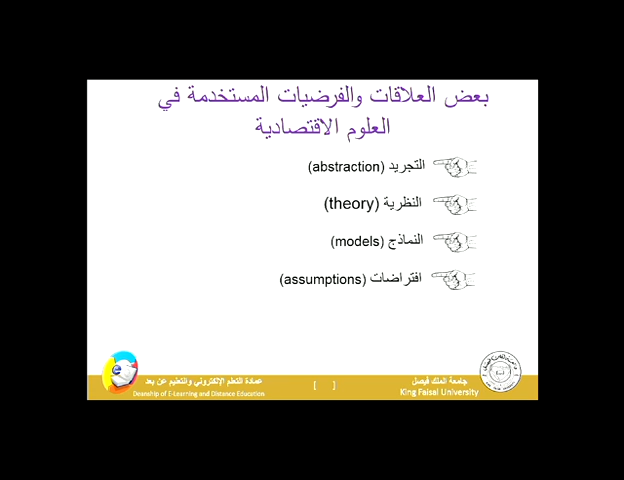 بعض العلاقات والفرضيات المستخدمة في
العلوم الاقتصادية
التجريد (abstraction)
النظرية (theory)
النماذج (models)
افتراضات (assumptions)
عمادة التعلم الإلكتروني والتعليم عن بعد
Deanship of E-Learning and Distance Education
[ ]
جامعة الملك فيصل
King Faisal University